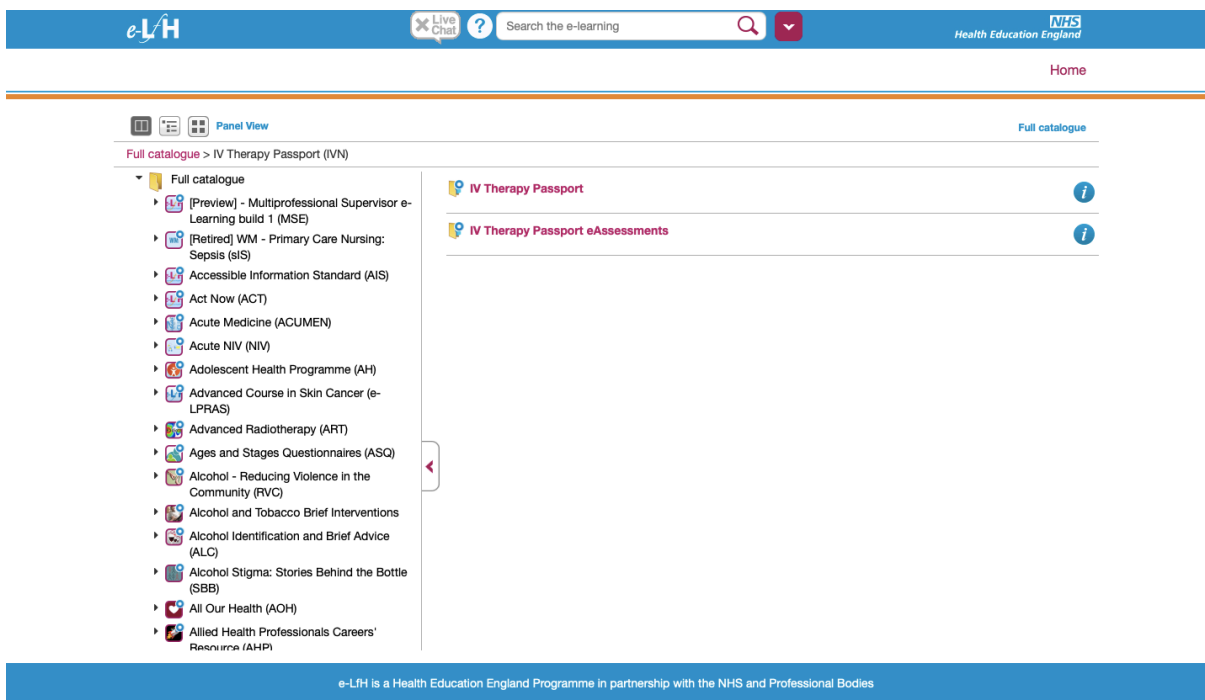 e-LfH
Live
Chat
?
Search the e-learning
NHS
Health Education England
Home
Panel View
Full catalogue
Full catalogue > IV Therapy Passport (IVN)
Full catalogue
[Preview] - Multiprofessional Supervisor e-
Learning build 1 (MSE)
[Retired] WM - Primary Care Nursing:
Sepsis (sIS)
Accessible Information Standard (AIS)
Act Now (ACT)
Acute Medicine (ACUMEN)
Acute NIV (NIV)
Adolescent Health Programme (AH)
Advanced Course in Skin Cancer (e-
LPRAS)
Advanced Radiotherapy (ART)
Ages and Stages Questionnaires (ASQ)
Alcohol - Reducing Violence in the
Community (RVC)
Alcohol and Tobacco Brief Interventions
Alcohol Identification and Brief Advice
(ALC)
Alcohol Stigma: Stories Behind the Bottle
(SBB)
All Our Health (AOH)
Allied Health Professionals Careers'
Resource (AHP)
IV Therapy Passport
i
IV Therapy Passport eAssessments
i
e-LfH is a Health Education England Programme in partnership with the NHS and Professional Bodies